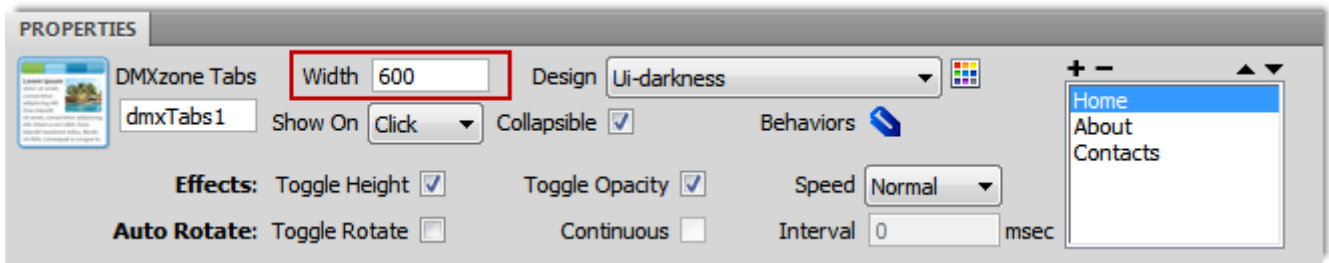 PROPERTIES
DMXzone Tabs Width 600 Design Ui-darkness
dmxTabs1 Show On Click Collapsible Behaviors
Effects: Toggle Height Toggle Opacity Speed Normal
Auto Rotate: Toggle Rotate Continuous Interval 0 msec
Home
About
Contacts